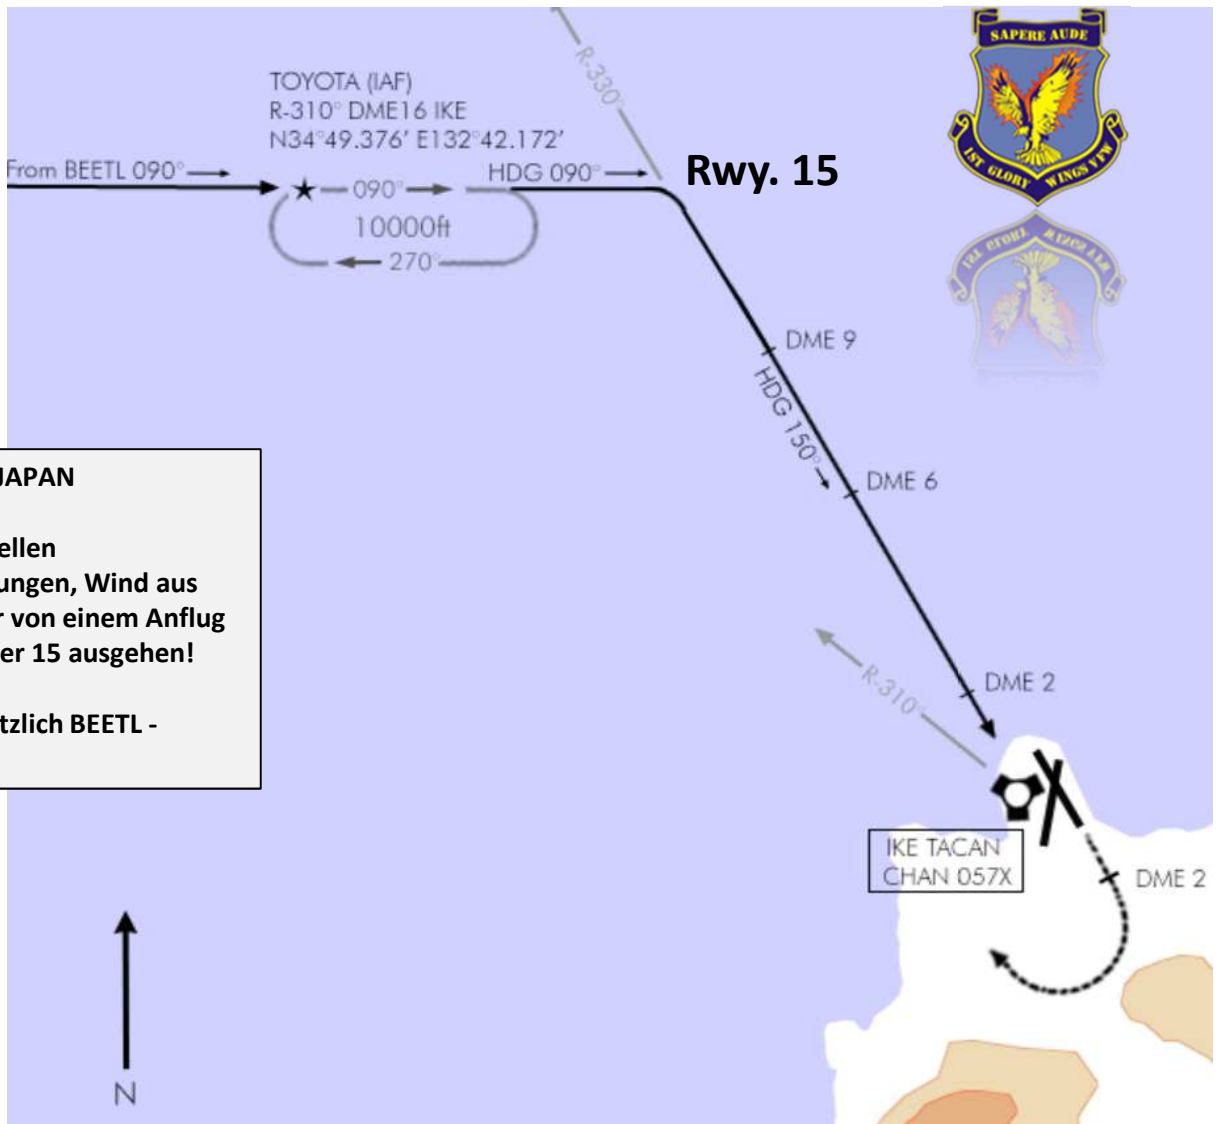 SAPERE AUDE
1ST GLORY WINGS VFW
R-330°
TOYOTA (IAF)
R-310° DME16 IKE
N34°49.376' E132°42.172'
From BEETL 090°
090°
HDG 090°
Rwy. 15
10000ft
270°
DME 9
HDG 150°
DME 6
JAPAN
ellen
ungen, Wind aus
r von einem Anflug
er 15 ausgehen!
tzlich BEETL -
DME 2
R-310°
IKE TACAN
CHAN 057X
DME 2
N